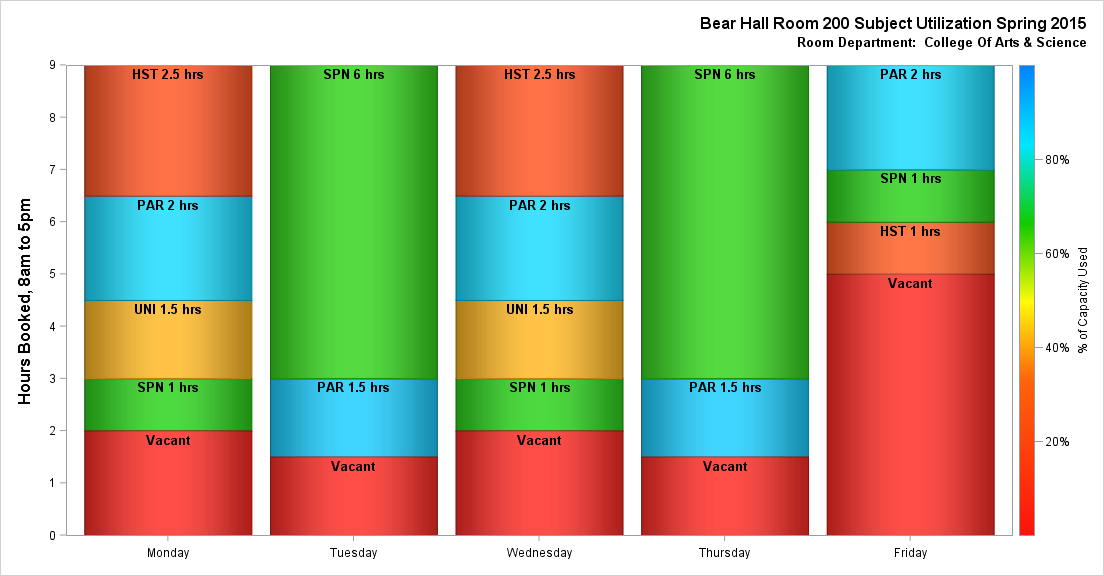 Bear Hall Room 200 Subject Utilization Spring 2015
Room Department:  College Of Arts & Science
Hours Booked, 8am to 5pm
9
8
7
6
5
4
3
2
1
0
HST 2.5 hrs
PAR 2 hrs
UNI 1.5 hrs
SPN 1 hrs
Vacant
SPN 6 hrs
PAR 1.5 hrs
Vacant
HST 2.5 hrs
PAR 2 hrs
UNI 1.5 hrs
SPN 1 hrs
Vacant
SPN 6 hrs
PAR 1.5 hrs
Vacant
PAR 2 hrs
SPN 1 hrs
HST 1 hrs
Vacant
Monday
Tuesday
Wednesday
Thursday
Friday
80%
60%
40%
20%
% of Capacity Used